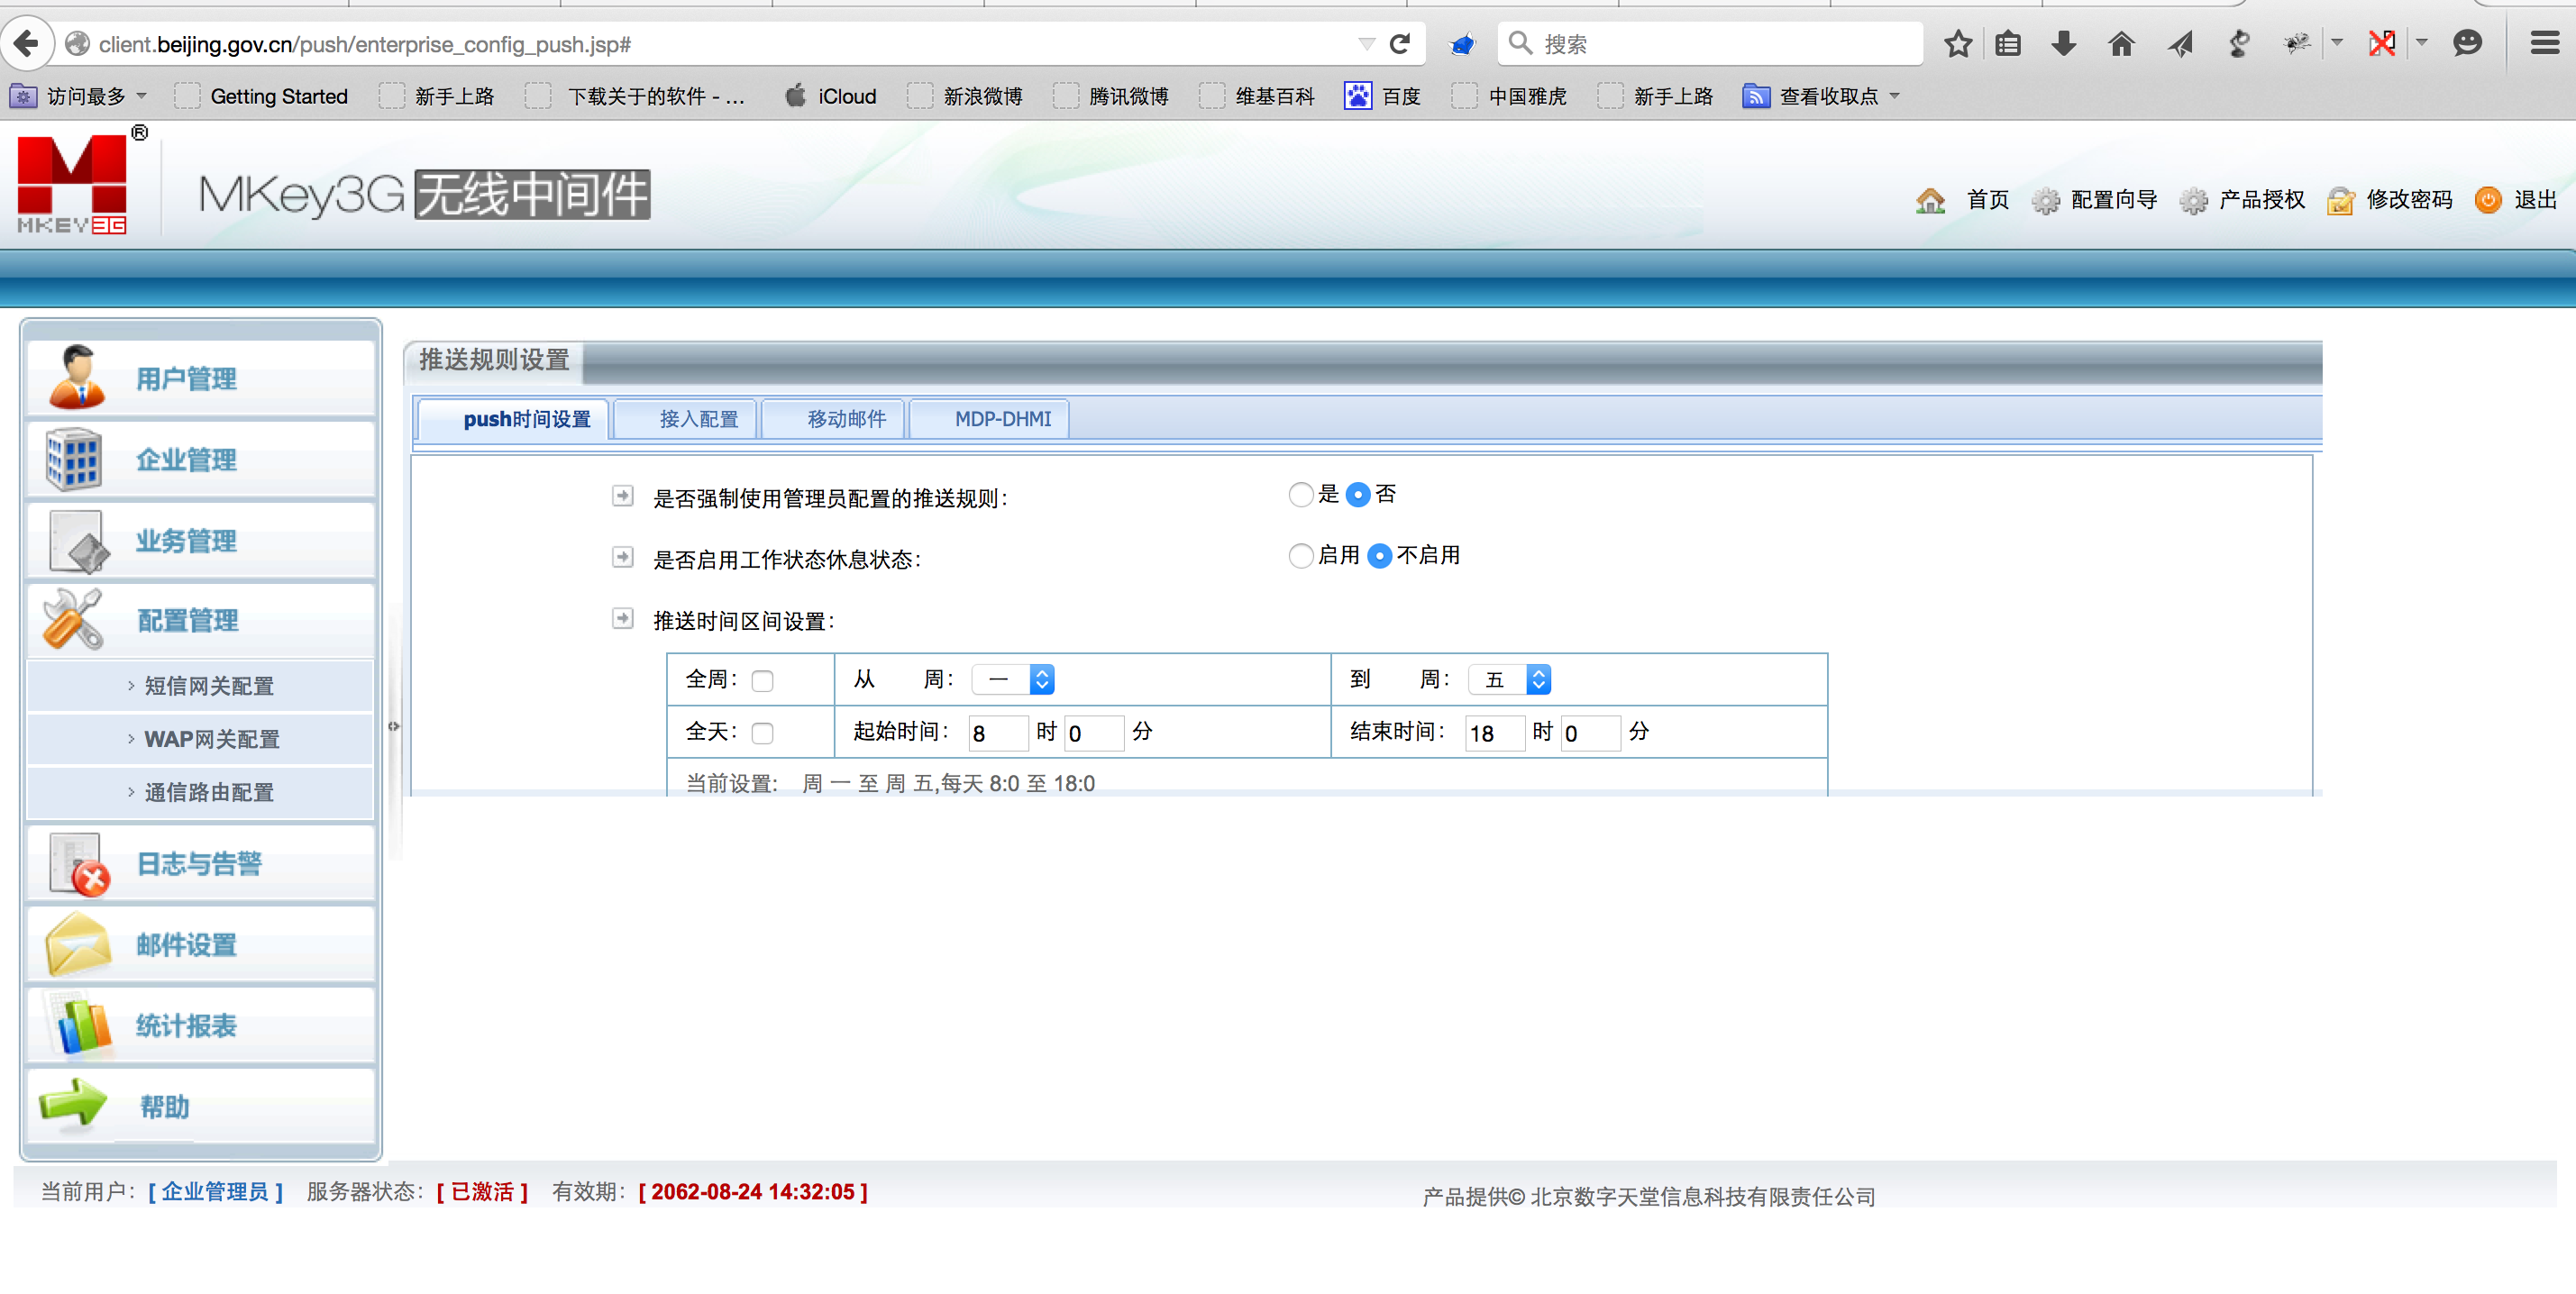 client.beijing.gov.cn/push/enterprise_config_push.jsp#
搜索
访问最多
Getting Started
新手上路
下载关于的软件 - ...
iCloud
新浪微博
腾讯微博
维基百科
百度
中国雅虎
新手上路
查看收取点
®
MKEY3G
MKey3G 无线中间件
首页
配置向导
产品授权
修改密码
退出
用户管理
企业管理
业务管理
配置管理
短信网关配置
WAP网关配置
通信路由配置
日志与告警
邮件设置
统计报表
帮助
推送规则设置
push时间设置
接入配置
移动邮件
MDP-DHMI
是否强制使用管理员配置的推送规则： 是 否
是否启用工作状态休息状态： 启用 不启用
推送时间区间设置：
全周： 从 周： 一 到 周： 五
全天： 起始时间： 8 时 0 分 结束时间： 18 时 0 分
当前设置: 周 一 至 周 五,每天 8:0 至 18:0
当前用户： [ 企业管理员 ] 服务器状态： [ 已激活 ] 有效期： [ 2062-08-24 14:32:05 ]
产品提供© 北京数字天堂信息科技有限责任公司